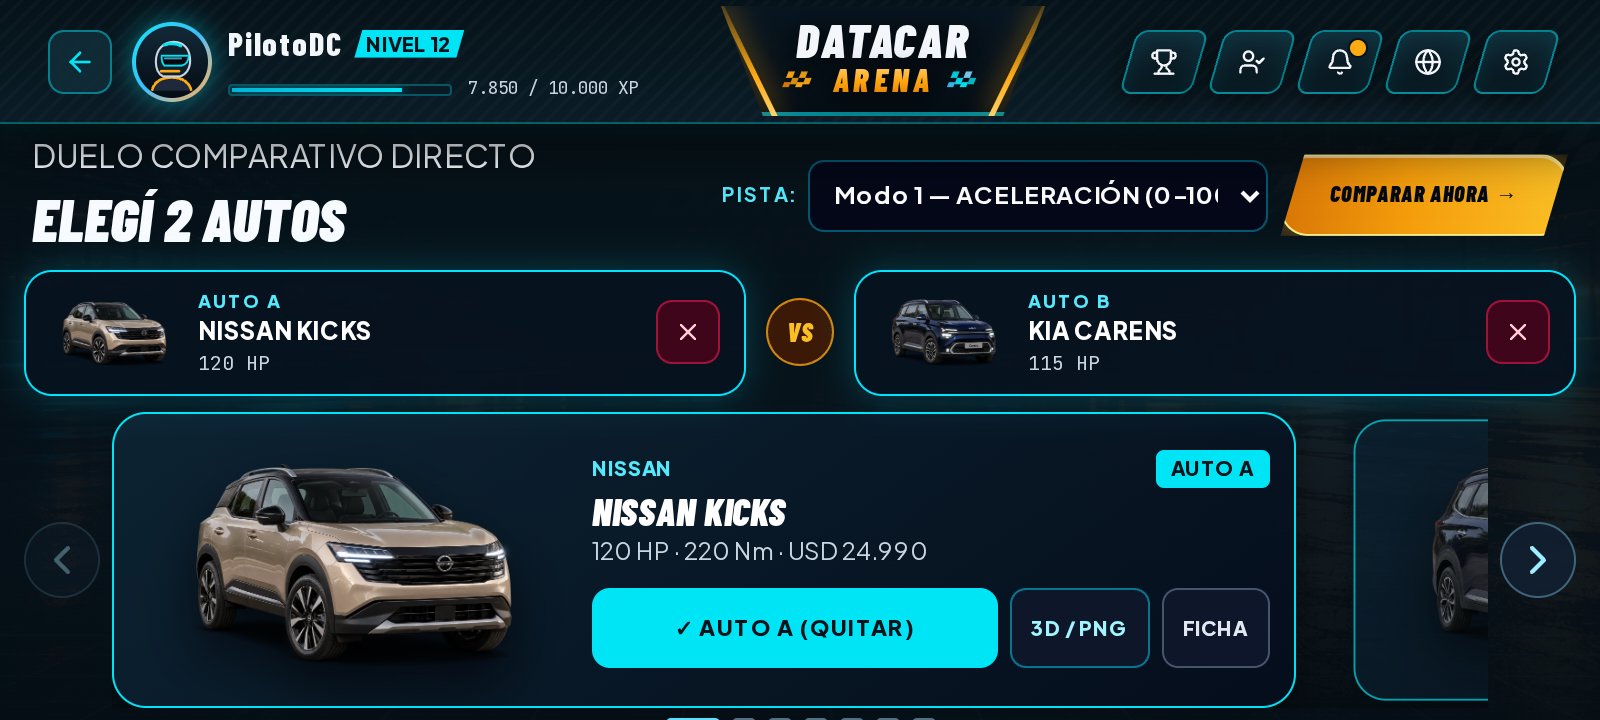 PilotoDC NIVEL 12
7.850 / 10.000 XP
DATACAR
ARENA
DUELO COMPARATIVO DIRECTO
ELEGÍ 2 AUTOS
PISTA:
Modo 1 — ACELERACIÓN (0-10
COMPARAR AHORA →
AUTO A
NISSAN KICKS
120 HP
VS
AUTO B
KIA CARENS
115 HP
NISSAN
AUTO A
NISSAN KICKS
120 HP · 220 Nm · USD 24.990
✓ AUTO A (QUITAR)
3D / PNG
FICHA